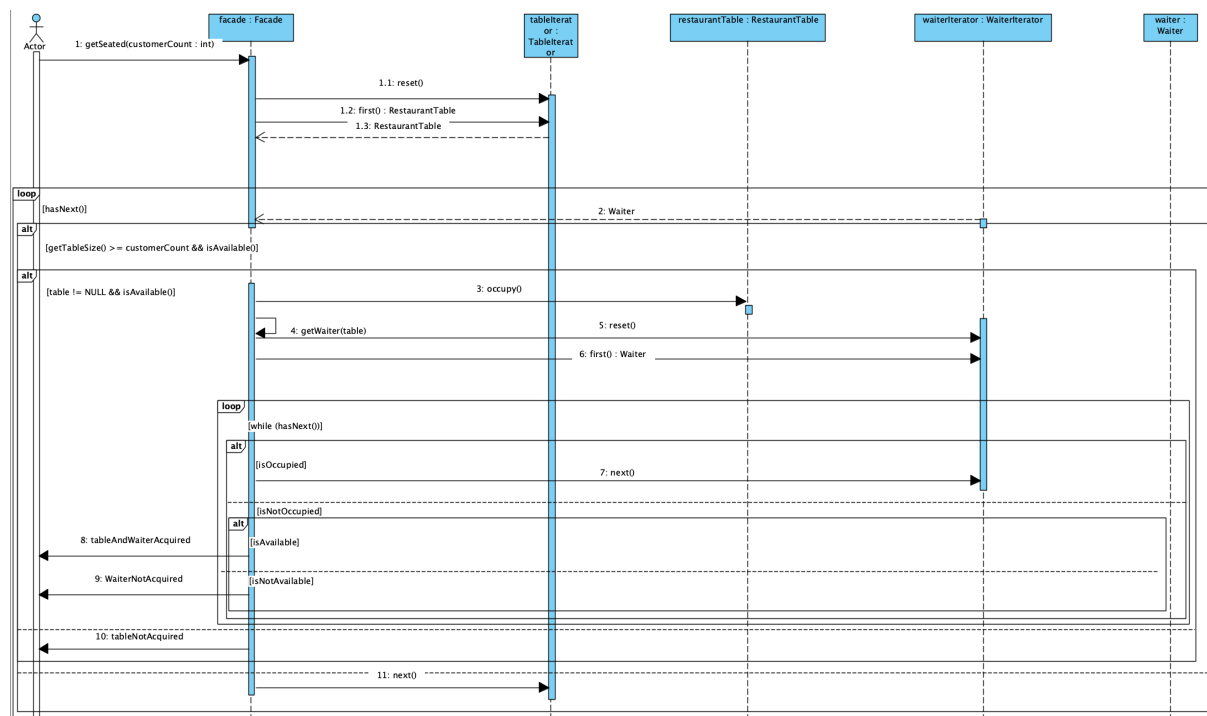 facade : Facade
tableIterat
or :
TableIterat
or
restaurantTable : RestaurantTable
waiterIterator : WaiterIterator
waiter :
Waiter
Actor
1: getSeated(customerCount : int)
1.1: reset()
1.2: first() : RestaurantTable
1.3: RestaurantTable
loop
[hasNext()]
2: Waiter
alt
[getTableSize() >= customerCount && isAvailable()]
alt
[table != NULL && isAvailable()]
3: occupy()
4: getWaiter(table)
5: reset()
6: first() : Waiter
loop
[while (hasNext())]
alt
[isOccupied]
7: next()
[isNotOccupied]
alt
8: tableAndWaiterAcquired
[isAvailable]
9: WaiterNotAcquired
[isNotAvailable]
10: tableNotAcquired
11: next()